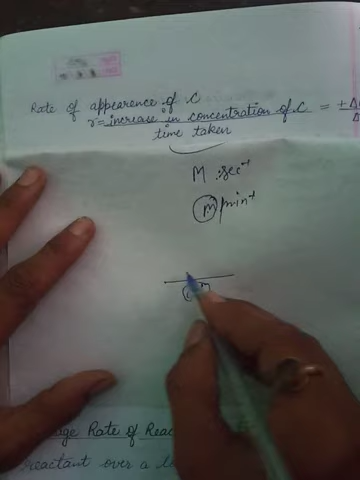 Rate of appearence of C
r = increase in concentration of C = +Δ
time taken
M sec⁻¹
M min⁻¹
Rate of Reac
reactant over a